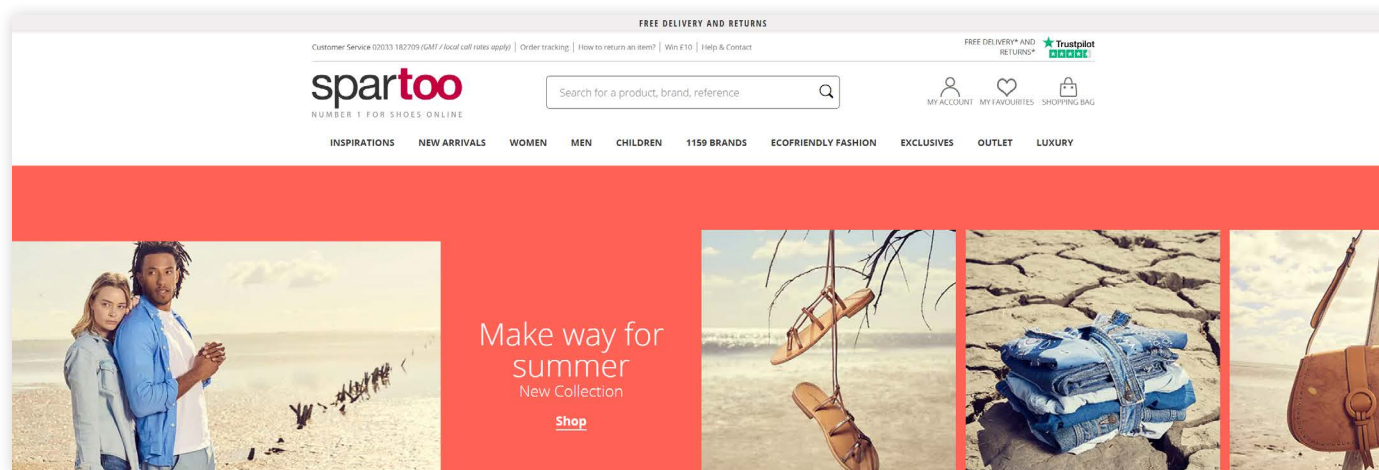 FREE DELIVERY AND RETURNS
Customer Service 02033 182709 (GMT / local call rates apply) | Order tracking | How to return an item? | Win £10 | Help & Contact
FREE DELIVERY* AND
RETURNS*
Trustpilot
spartoo
NUMBER 1 FOR SHOES ONLINE
Search for a product, brand, reference
MY ACCOUNT MY FAVOURITES SHOPPING BAG
INSPIRATIONS NEW ARRIVALS WOMEN MEN CHILDREN 1159 BRANDS ECOFRIENDLY FASHION EXCLUSIVES OUTLET LUXURY
Make way for
summer
New Collection
Shop